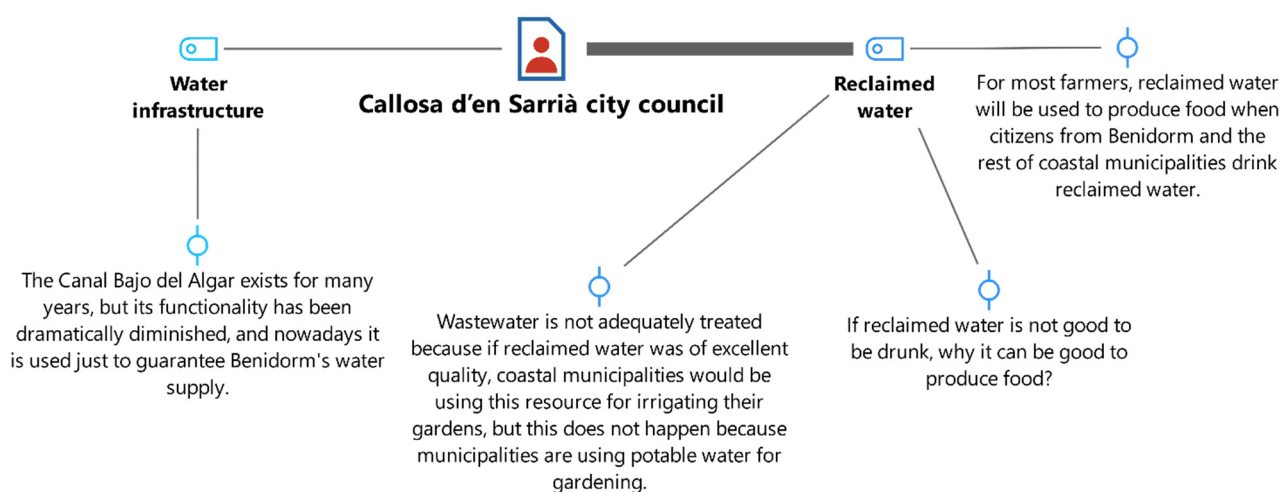 Water
infrastructure
Callosa d’en Sarrià city council
Reclaimed
water
For most farmers, reclaimed water
will be used to produce food when
citizens from Benidorm and the
rest of coastal municipalities drink
reclaimed water.
The Canal Bajo del Algar exists for many
years, but its functionality has been
dramatically diminished, and nowadays it
is used just to guarantee Benidorm's water
supply.
Wastewater is not adequately treated
because if reclaimed water was of excellent
quality, coastal municipalities would be
using this resource for irrigating their
gardens, but this does not happen because
municipalities are using potable water for
gardening.
If reclaimed water is not good to
be drunk, why it can be good to
produce food?